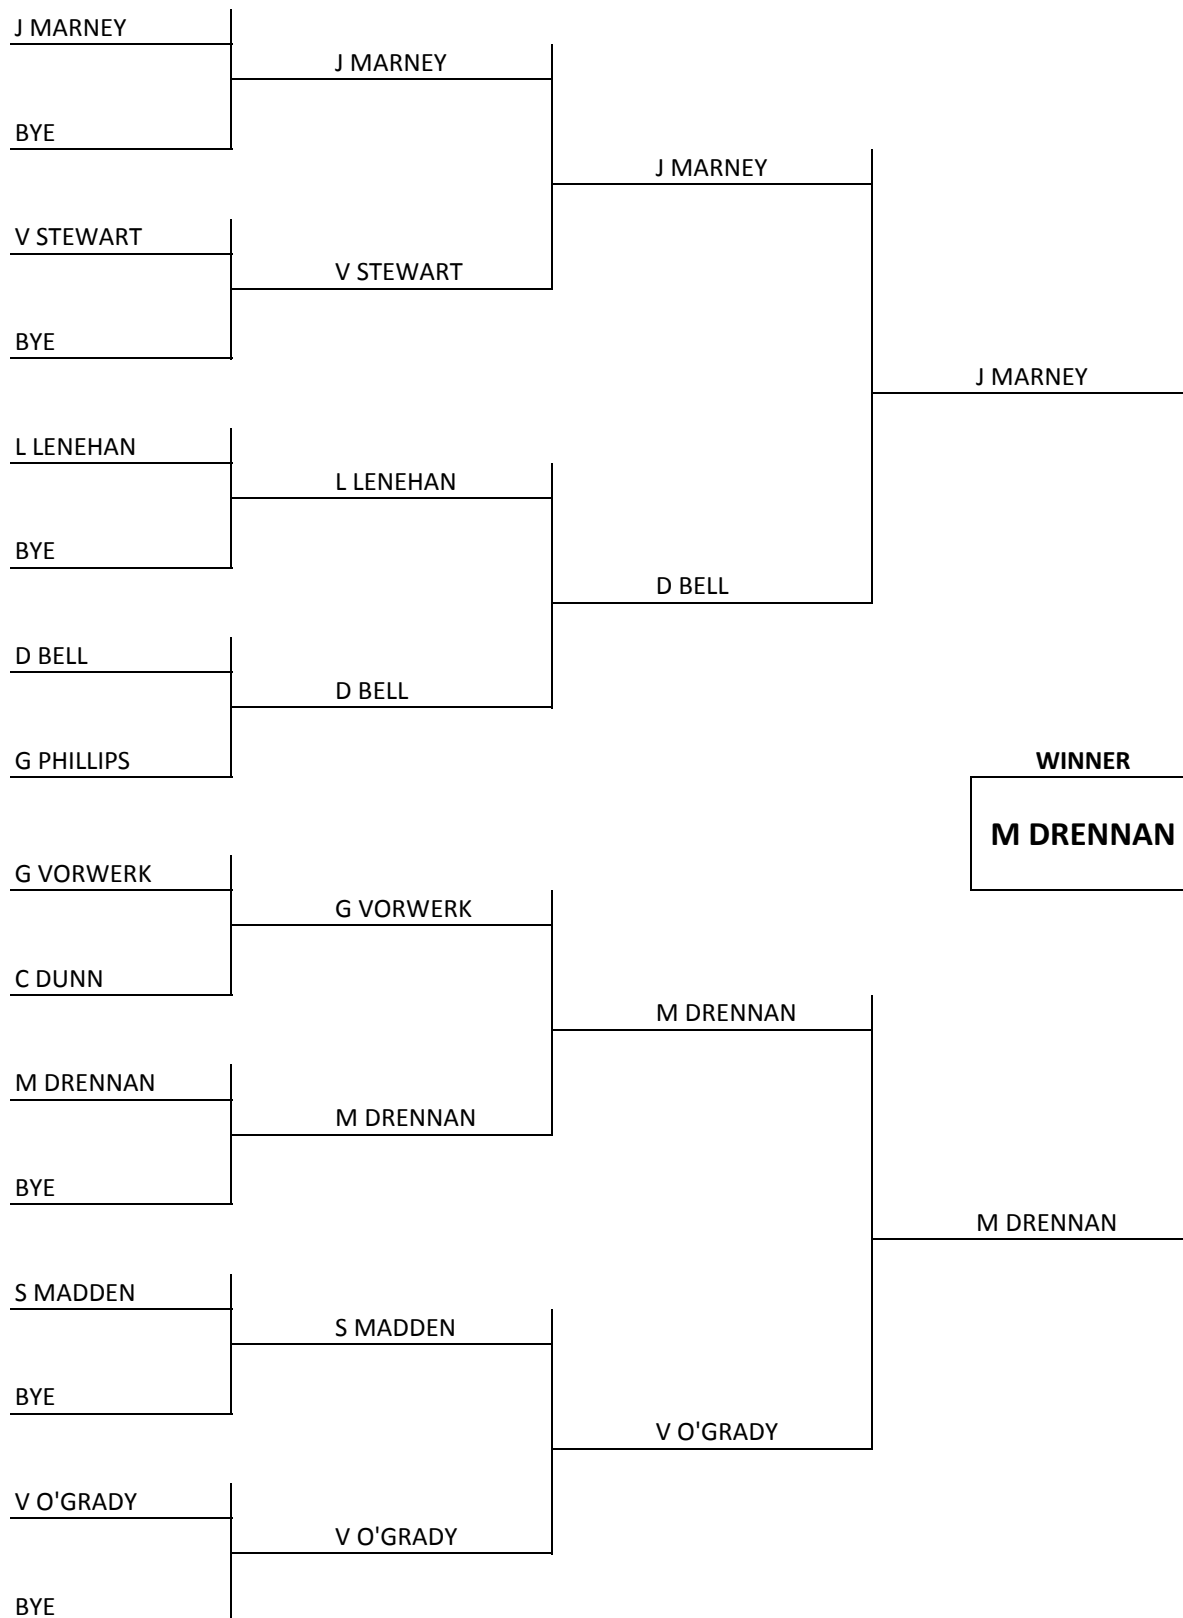 J MARNEY
J MARNEY
BYE
J MARNEY
V STEWART
V STEWART
BYE
J MARNEY
L LENEHAN
L LENEHAN
BYE
D BELL
D BELL
D BELL
G PHILLIPS
WINNER
M DRENNAN
G VORWERK
G VORWERK
C DUNN
M DRENNAN
M DRENNAN
M DRENNAN
BYE
M DRENNAN
S MADDEN
S MADDEN
BYE
V O'GRADY
V O'GRADY
V O'GRADY
BYE